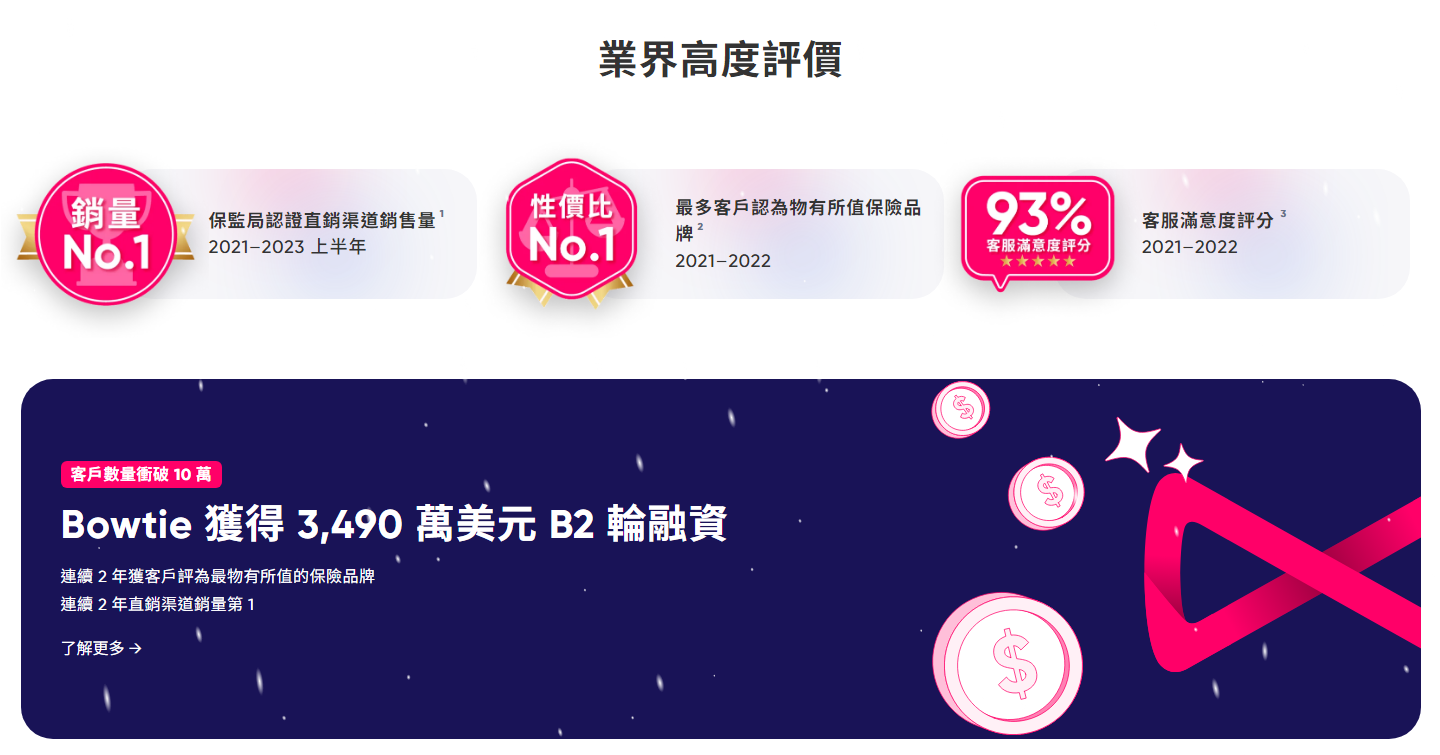 業界高度評價
銷量
No.1
保監局認證直銷渠道銷售量 1
2021–2023 上半年
性價比
No.1
最多客戶認為物有所值保險品
牌 2
2021–2022
93%
客服滿意度評分
客服滿意度評分 3
2021–2022
客戶數量衝破 10 萬
Bowtie 獲得 3,490 萬美元 B2 輪融資
連續 2 年獲客戶評為最物有所值的保險品牌
連續 2 年直銷渠道銷量第 1
了解更多 →